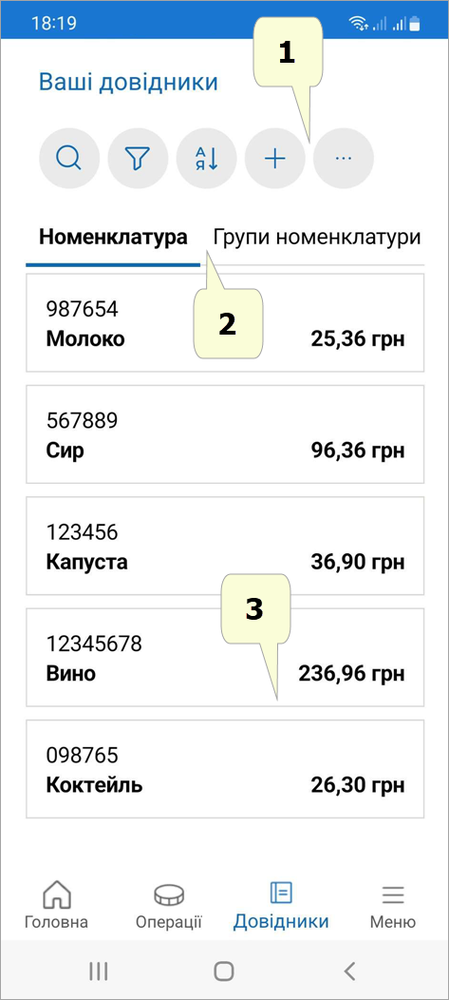 18:19
1
Ваші довідники
А
Я
...
Номенклатура Групи номенклатури
2
987654
Молоко 25,36 грн
567889
Сир 96,36 грн
123456
Капуста 36,90 грн
3
12345678
Вино 236,96 грн
098765
Коктейль 26,30 грн
Головна Операції Довідники Меню